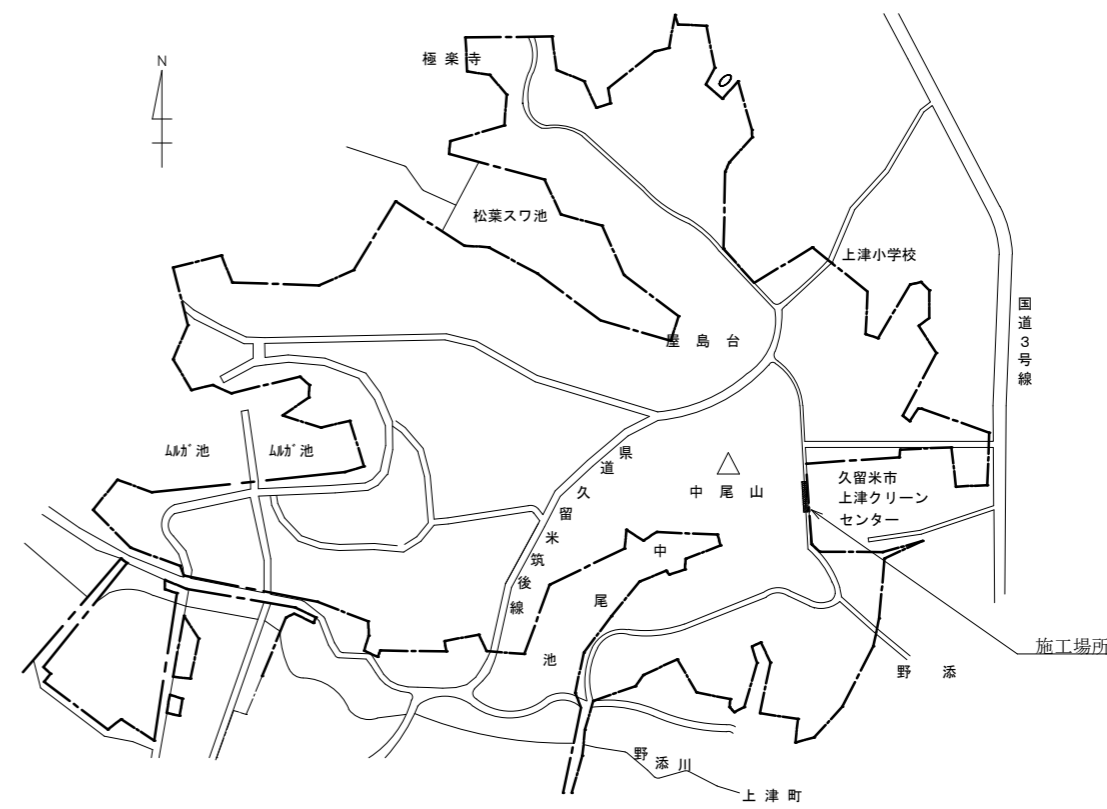 N
極楽寺
松葉スワ池
上津小学校
国道3号線
屋島台
ﾑﾙｶﾞ池
ﾑﾙｶﾞ池
県道久留米筑後線
中尾山
久留米市
上津クリーン
センター
中尾池
施工場所
野添
野添川
上津町